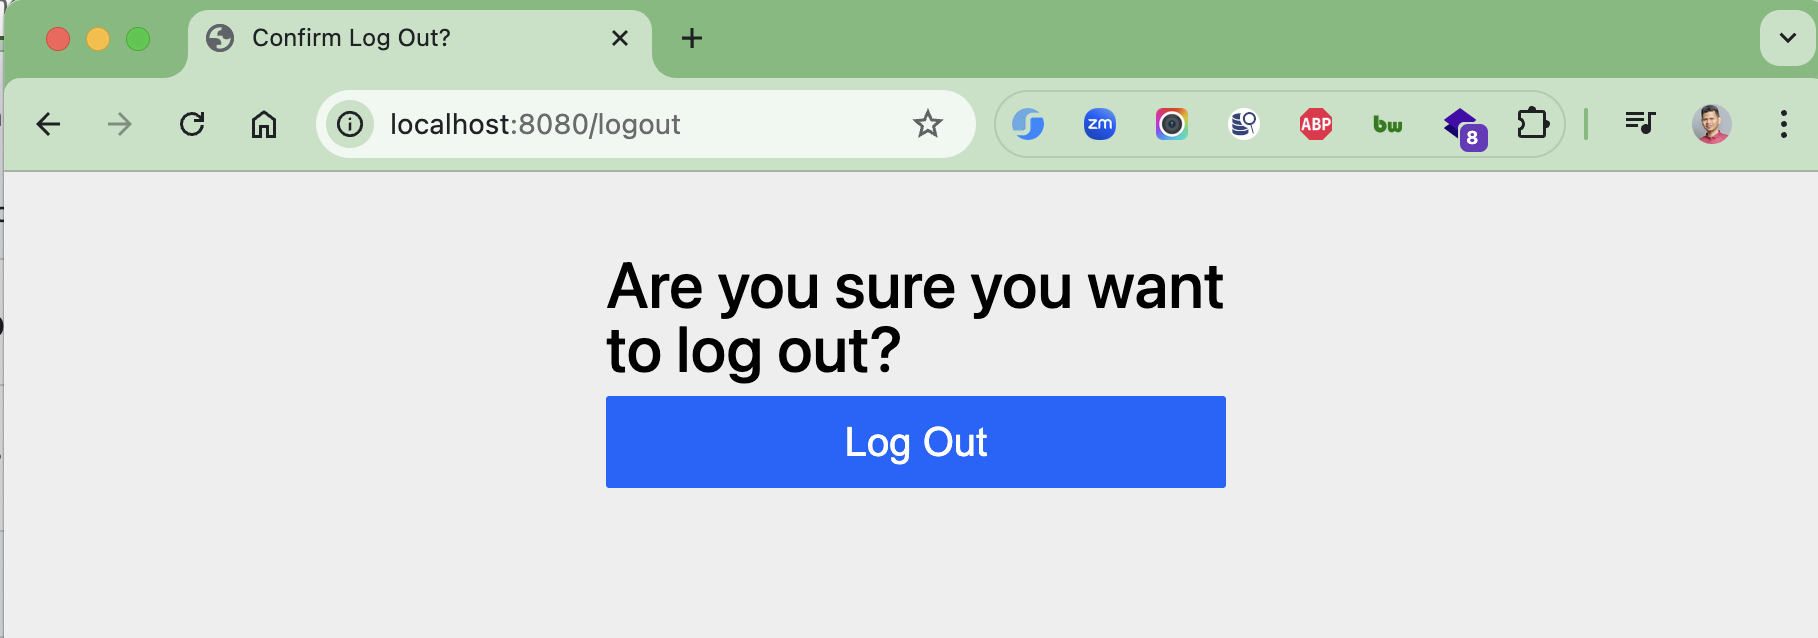 Confirm Log Out?
localhost:8080/logout
zm
ABP
bw
8
Are you sure you want
to log out?
Log Out